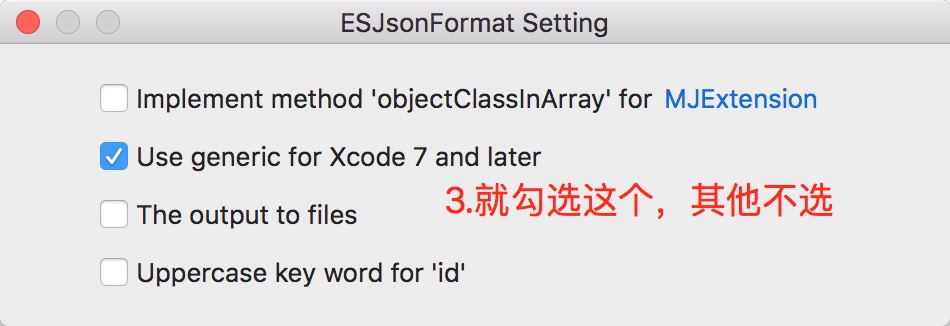 ESJsonFormat Setting
Implement method 'objectClassInArray' for MJExtension
Use generic for Xcode 7 and later
3.就勾选这个，其他不选
The output to files
Uppercase key word for 'id'